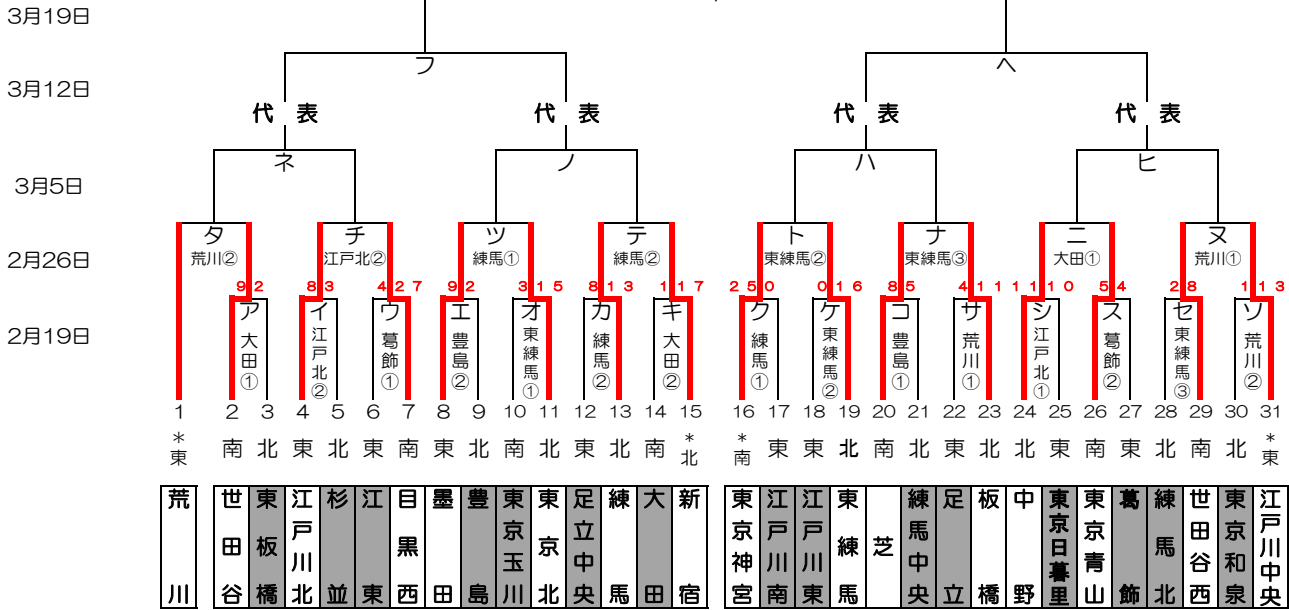 3月19日
フ ヘ
3月12日
代 表 代 表 代 表 代 表
ネ ノ ハ ヒ
3月5日
タ チ ツ テ ト ナ ニ ヌ
荒川② 江戸北② 練馬① 練馬② 東練馬② 東練馬③ 大田① 荒川①
2月26日
9 2 8 3 4 2 7 9 2 3 1 5 8 1 3 1 1 7 2 5 0 0 1 6 8 5 4 1 1 1 1 1 0 5 4 2 8 1 1 3
ア イ ウ エ オ カ キ ク ケ コ サ シ ス セ ソ
2月19日
大田① 江戸北② 葛飾① 豊島② 東練馬① 練馬② 大田② 練馬① 東練馬② 豊島① 荒川① 江戸北① 葛飾② 東練馬③ 荒川②
1 2 3 4 5 6 7 8 9 10 11 12 13 14 15 16 17 18 19 20 21 22 23 24 25 26 27 28 29 30 31
*東 南 北 東 北 東 南 東 北 南 北 東 北 南 *北 *南 東 東 北 南 北 東 北 北 東 南 東 北 南 北 *東
荒川 世田谷 東板橋 江戸川北 杉並 江東 目黒西 墨田 豊島 東京玉川 東京北 足立中央 練馬 大田 新宿 東京神宮 江戸川南 江戸川東 東練馬 芝 練馬中央 足立 板橋 中野 東京日暮里 東京青山 葛飾 練馬北 世田谷西 東京和泉 江戸川中央